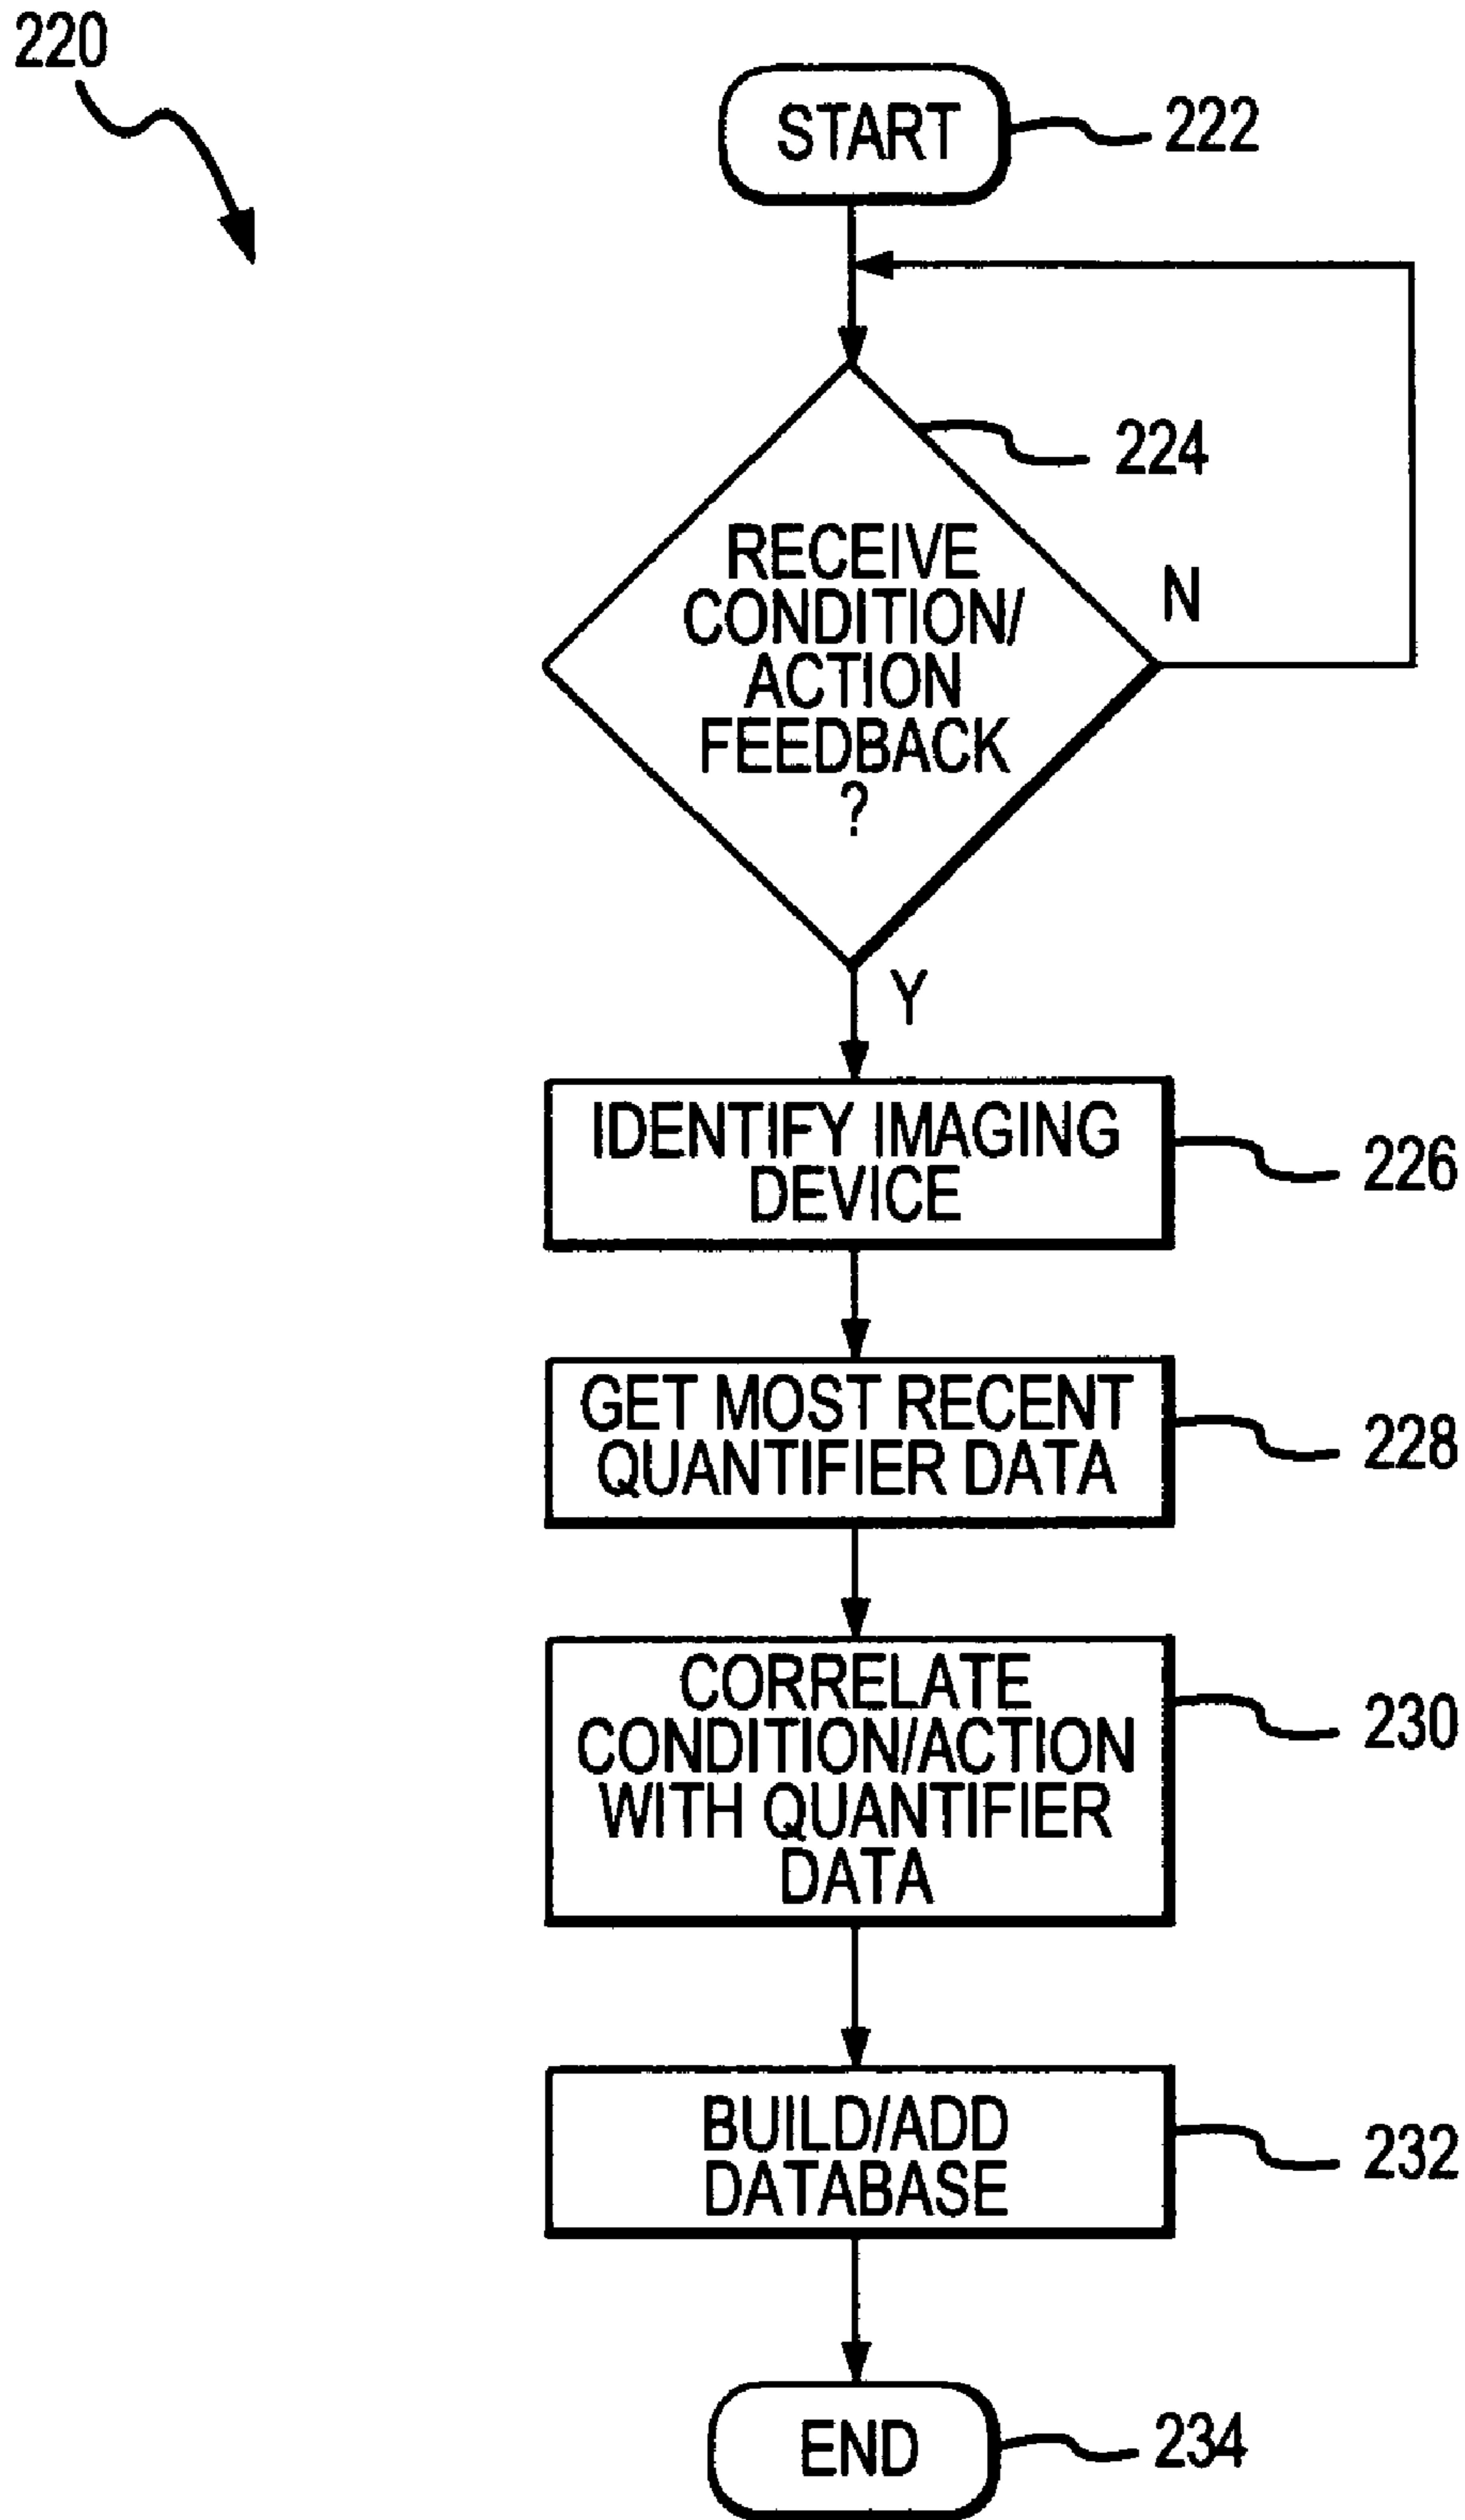 220
START
222
224
RECEIVE
CONDITION/
ACTION
FEEDBACK
?
N
Y
IDENTIFY IMAGING
DEVICE
226
GET MOST RECENT
QUANTIFIER DATA
228
CORRELATE
CONDITION/ACTION
WITH QUANTIFIER
DATA
230
BUILD/ADD
DATABASE
232
END
234